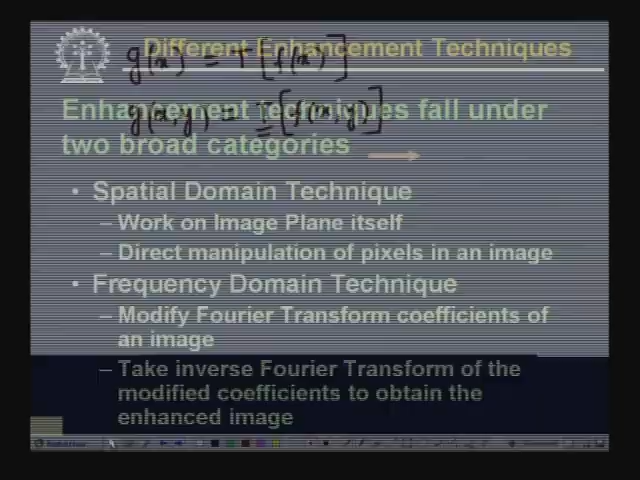 Different Enhancement Techniques
g(x) = T[f(x)]
Enhancement techniques fall under
g(x,y) = T[f(x,y)]
two broad categories
• Spatial Domain Technique
– Work on Image Plane itself
– Direct manipulation of pixels in an image
• Frequency Domain Technique
– Modify Fourier Transform coefficients of
an image
– Take inverse Fourier Transform of the
modified coefficients to obtain the
enhanced image